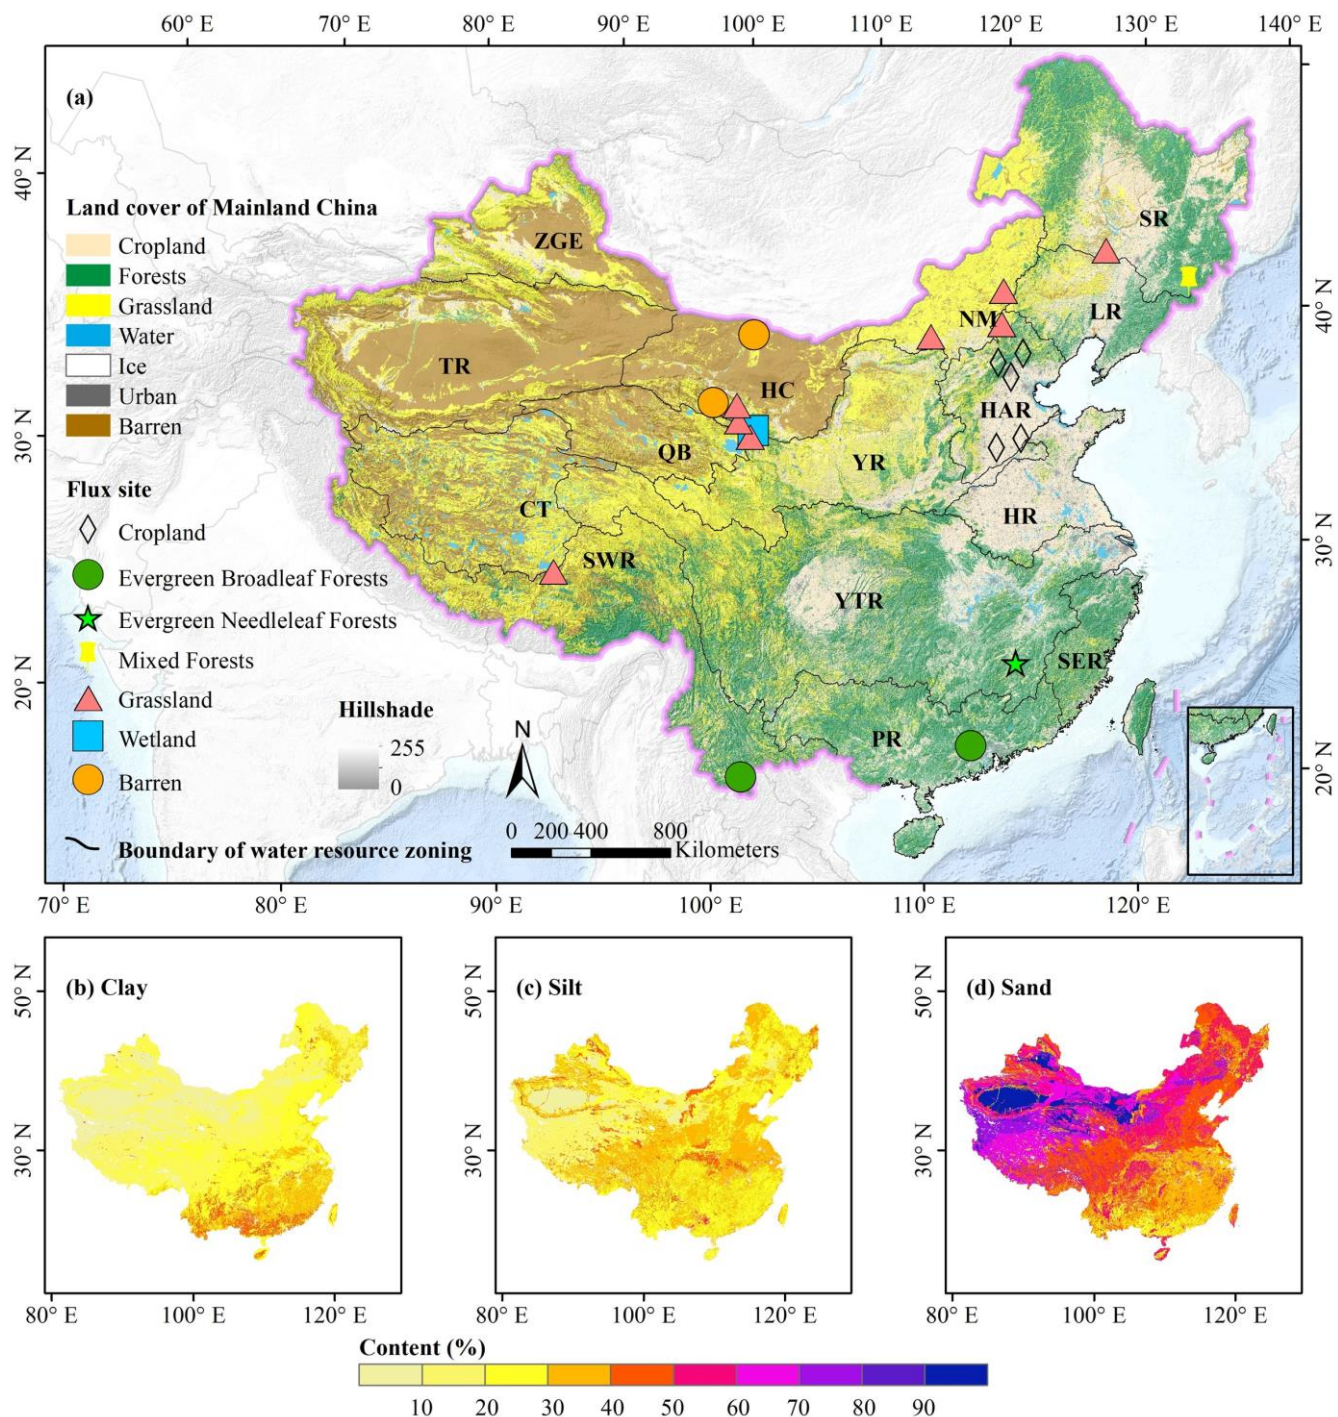 60° E 70° E 80° E 90° E 100° E 110° E 120° E 130° E 140° E
(a)
40° N
30° N
20° N
40° N
30° N
20° N
Land cover of Mainland China
Cropland
Forests
Grassland
Water
Ice
Urban
Barren
Flux site
Cropland
Evergreen Broadleaf Forests
Evergreen Needleleaf Forests
Mixed Forests
Grassland
Wetland
Barren
Boundary of water resource zoning
Hillshade
255
0
N
0 200 400 800
Kilometers
ZGE
SR
NM
LR
TR
HC
HAR
QB
YR
CT
HR
SWR
YTR
SER
PR
70° E 80° E 90° E 100° E 110° E 120° E
(b) Clay
50° N
30° N
80° E 100° E 120° E
(c) Silt
50° N
30° N
80° E 100° E 120° E
(d) Sand
50° N
30° N
80° E 100° E 120° E
Content (%)
10 20 30 40 50 60 70 80 90